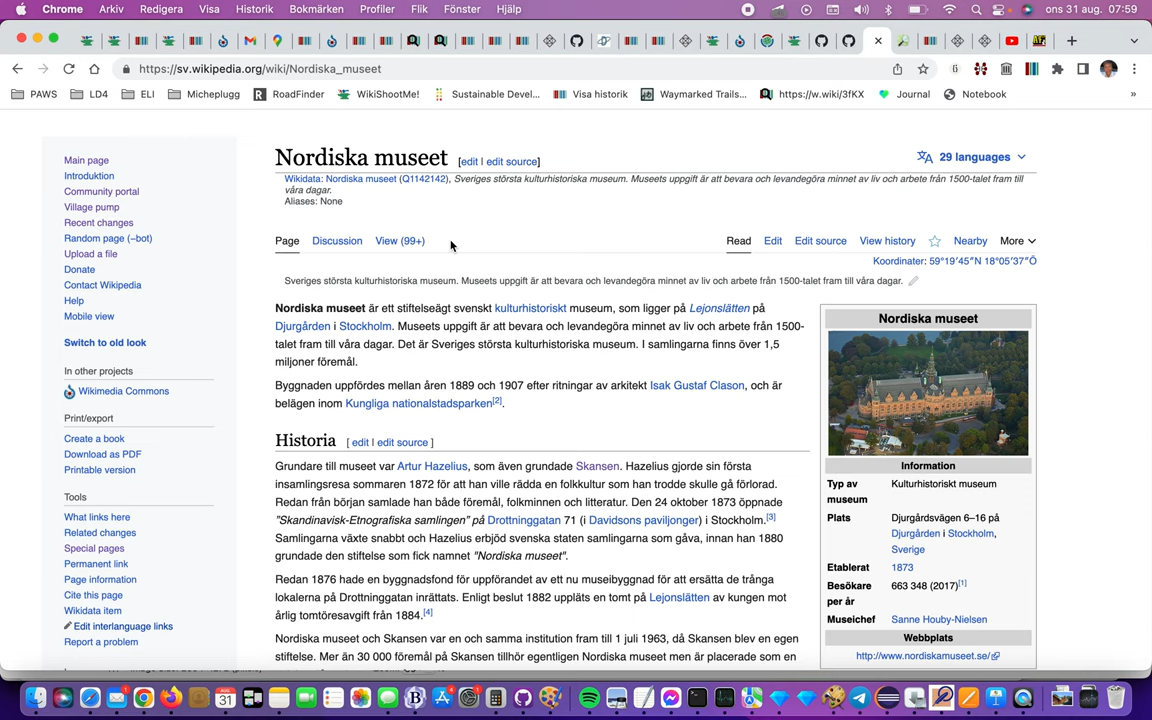 Chrome Arkiv Redigera Visa Historik Bokmärken Profiler Flik Fönster Hjälp ons 31 aug. 07:59
https://sv.wikipedia.org/wiki/Nordiska_museet
PAWS LD4 ELI Micheplugg RoadFinder WikiShootMe! Sustainable Devel... Visa historik Waymarked Trails... https://w.wiki/3fKX Journal Notebook »
Main page
Introduktion
Community portal
Village pump
Recent changes
Random page (−bot)
Upload a file
Donate
Contact Wikipedia
Help
Mobile view
Switch to old look
In other projects
Wikimedia Commons
Print/export
Create a book
Download as PDF
Printable version
Tools
What links here
Related changes
Special pages
Permanent link
Page information
Cite this page
Wikidata item
Edit interlanguage links
Report a problem
Nordiska museet [edit | edit source]
29 languages
Wikidata: Nordiska museet (Q1142142), Sveriges största kulturhistoriska museum. Museets uppgift är att bevara och levandegöra minnet av liv och arbete från 1500-talet fram till
våra dagar.
Aliases: None
Page Discussion View (99+) Read Edit Edit source View history Nearby More
Koordinater: 59°19′45″N 18°05′37″Ö
Sveriges största kulturhistoriska museum. Museets uppgift är att bevara och levandegöra minnet av liv och arbete från 1500-talet fram till våra dagar.
Nordiska museet är ett stiftelseägt svenskt kulturhistoriskt museum, som ligger på Lejonslätten på
Djurgården i Stockholm. Museets uppgift är att bevara och levandegöra minnet av liv och arbete från 1500-
talet fram till våra dagar. Det är Sveriges största kulturhistoriska museum. I samlingarna finns över 1,5
miljoner föremål.
Byggnaden uppfördes mellan åren 1889 och 1907 efter ritningar av arkitekt Isak Gustaf Clason, och är
belägen inom Kungliga nationalstadsparken[2].
Historia [ edit | edit source ]
Grundare till museet var Artur Hazelius, som även grundade Skansen. Hazelius gjorde sin första
insamlingsresa sommaren 1872 för att han ville rädda en folkkultur som han trodde skulle gå förlorad.
Redan från början samlade han både föremål, folkminnen och litteratur. Den 24 oktober 1873 öppnade
"Skandinavisk-Etnografiska samlingen" på Drottninggatan 71 (i Davidsons paviljonger) i Stockholm.[3]
Samlingarna växte snabbt och Hazelius erbjöd svenska staten samlingarna som gåva, innan han 1880
grundade den stiftelse som fick namnet "Nordiska museet".
Redan 1876 hade en byggnadsfond för uppförandet av ett nu museibyggnad för att ersätta de trånga
lokalerna på Drottninggatan inrättats. Enligt beslut 1882 uppläts en tomt på Lejonslätten av kungen mot
årlig tomtöresavgift från 1884.[4]
Nordiska museet och Skansen var en och samma institution fram till 1 juli 1963, då Skansen blev en egen
stiftelse. Mer än 30 000 föremål på Skansen tillhör egentligen Nordiska museet men är placerade som en
Nordiska museet
Information
Typ av museum Kulturhistoriskt museum
Plats Djurgårdsvägen 6–16 på
Djurgården i Stockholm,
Sverige
Etablerat 1873
Besökare per år 663 348 (2017)[1]
Museichef Sanne Houby-Nielsen
Webbplats
http://www.nordiskamuseet.se/